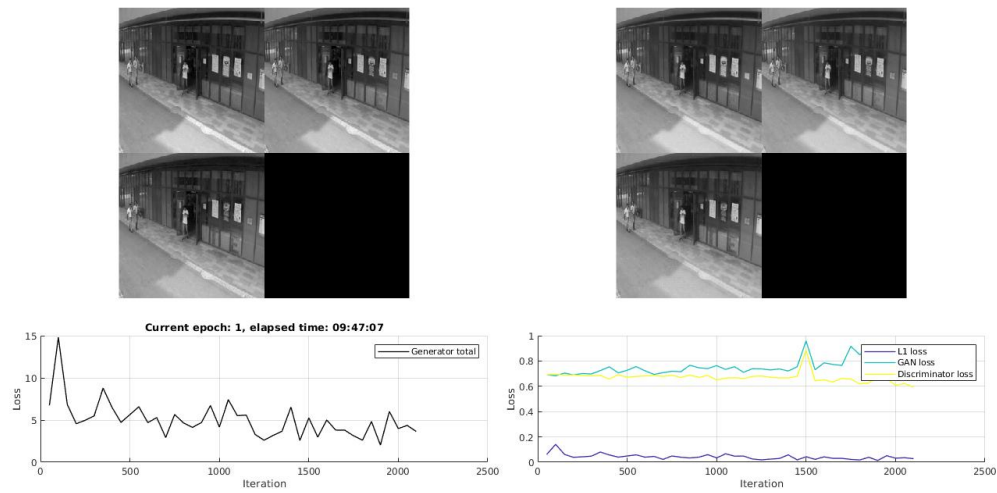 Current epoch: 1, elapsed time: 09:47:07
15
10
5
0
Loss
Generator total
0
500
1000
1500
2000
2500
Iteration
1
0.8
0.6
0.4
0.2
0
Loss
L1 loss
GAN loss
Discriminator loss
0
500
1000
1500
2000
2500
Iteration